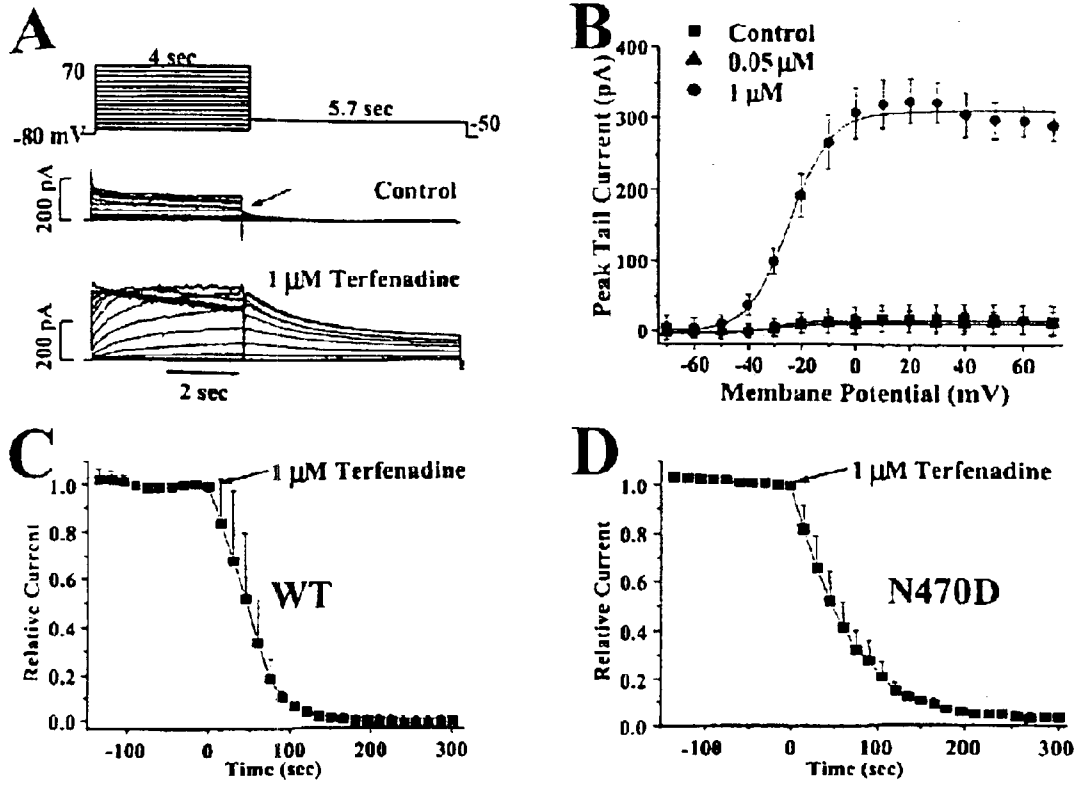 A
4 sec
70
5.7 sec
-80 mV
-50
200 pA
Control
1 μM Terfenadine
200 pA
2 sec
B
Control
0.05 μM
1 μM
400
300
200
100
0
Peak Tail Current (pA)
-60 -40 -20 0 20 40 60
Membane Potential (mV)
C
1 μM Terfenadine
1.0
0.8
0.6
0.4
0.2
0.0
Relative Current
WT
-100 0 100 200 300
Time (sec)
D
1 μM Terfenadine
1.0
0.8
0.6
0.4
0.2
0.0
Relative Current
N470D
-100 0 100 200 300
Time (sec)